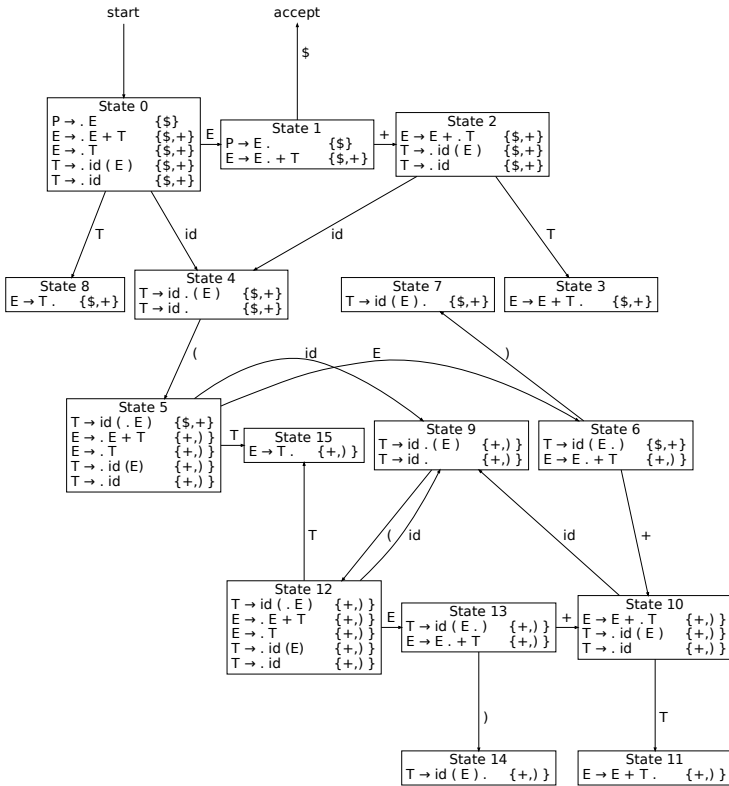 start
accept
$
State 0
P → . E {$}
E → . E + T {$,+}
E → . T {$,+}
T → . id ( E ) {$,+}
T → . id {$,+}
E
State 1
P → E . {$}
E → E . + T {$,+}
+
State 2
E → E + . T {$,+}
T → . id ( E ) {$,+}
T → . id {$,+}
T
id
id
T
State 8
E → T . {$,+}
State 4
T → id . ( E ) {$,+}
T → id . {$,+}
State 7
T → id ( E ) . {$,+}
State 3
E → E + T . {$,+}
(
id
E
)
State 5
T → id ( . E ) {$,+}
E → . E + T {+,) }
E → . T {+,) }
T → . id (E) {+,) }
T → . id {+,) }
T
State 15
E → T . {+,) }
State 9
T → id . ( E ) {+,) }
T → id . {+,) }
State 6
T → id ( E . ) {$,+}
E → E . + T {+,) }
T
(
id
id
+
State 12
T → id ( . E ) {+,) }
E → . E + T {+,) }
E → . T {+,) }
T → . id (E) {+,) }
T → . id {+,) }
E
State 13
T → id ( E . ) {+,) }
E → E . + T {+,) }
+
State 10
E → E + . T {+,) }
T → . id ( E ) {+,) }
T → . id {+,) }
)
T
State 14
T → id ( E ) . {+,) }
State 11
E → E + T . {+,) }